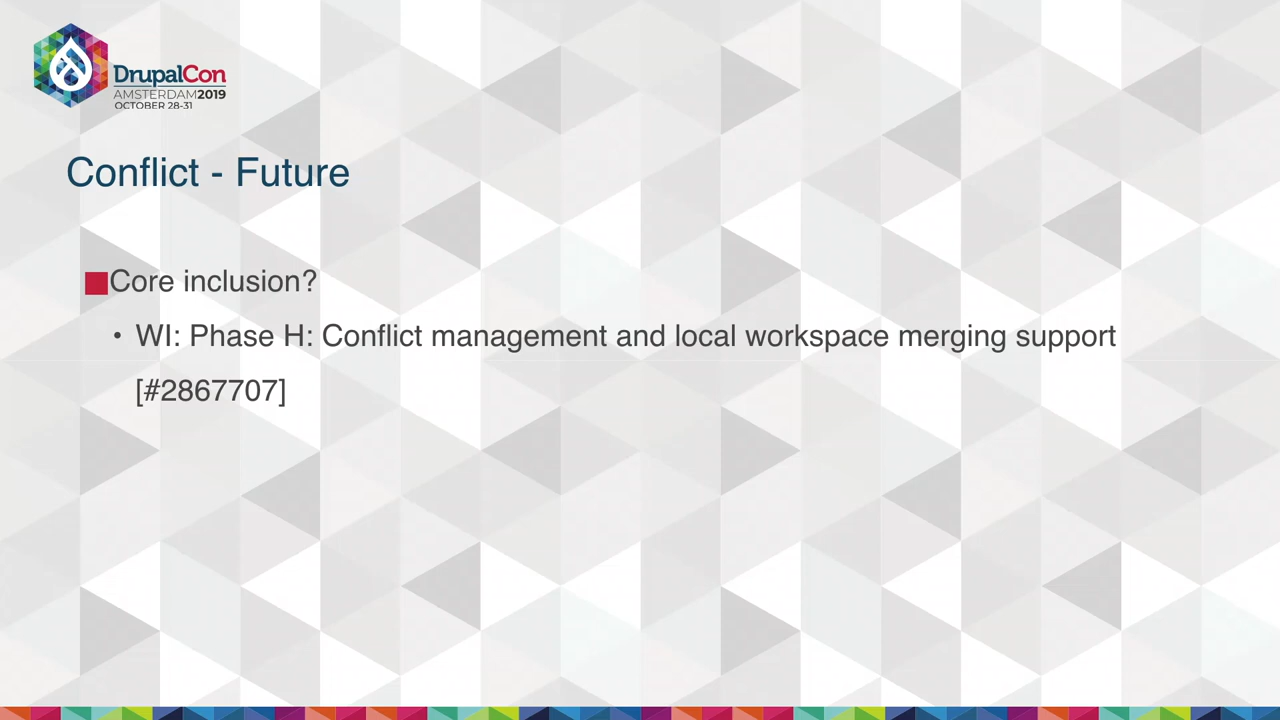 DrupalCon
AMSTERDAM2019
OCTOBER 28-31
Conflict - Future
Core inclusion?
• WI: Phase H: Conflict management and local workspace merging support
[#2867707]